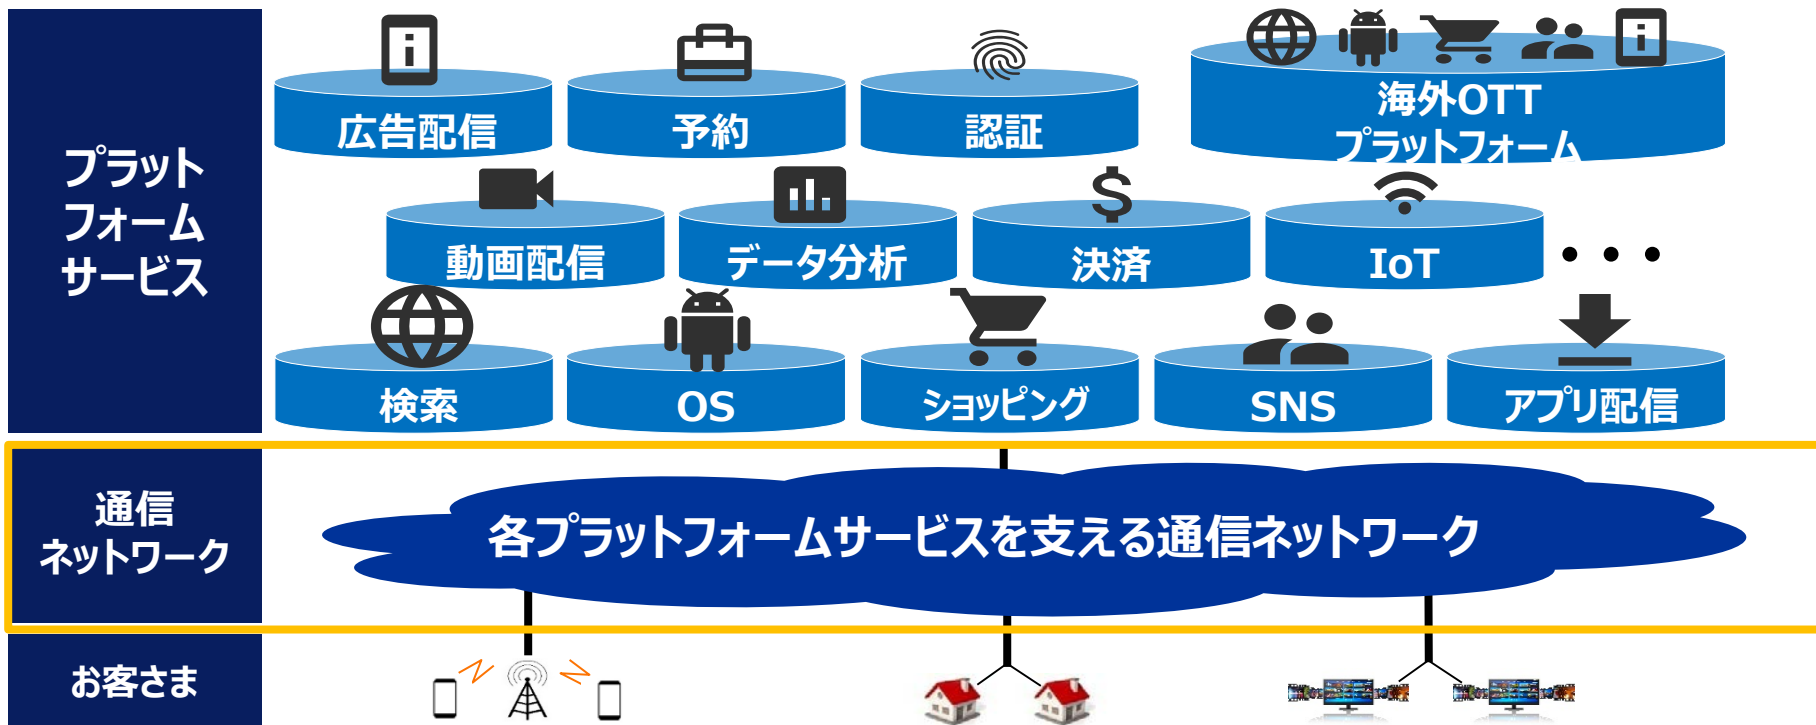 プラット
フォーム
サービス
広告配信
予約
認証
海外OTT
プラットフォーム
動画配信
データ分析
決済
IoT
・・・
検索
OS
ショッピング
SNS
アプリ配信
通信
ネットワーク
各プラットフォームサービスを支える通信ネットワーク
お客さま